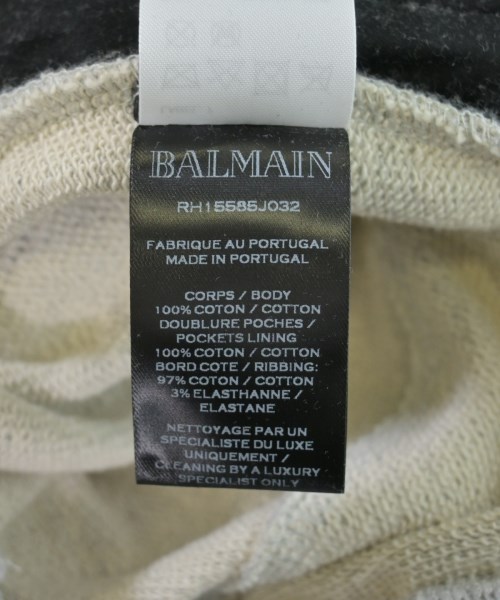 BALMAIN
RH15585J032
FABRIQUE AU PORTUGAL
MADE IN PORTUGAL
CORPS / BODY
100% COTON / COTTON
DOUBLURE POCHES /
POCKETS LINING
100% COTON / COTTON
BORD COTE / RIBBING:
97% COTON / COTTON
3% ELASTHANNE /
ELASTANE
NETTOYAGE PAR UN
SPECIALISTE DU LUXE
UNIQUEMENT /
CLEANING BY A LUXURY
SPECIALIST ONLY